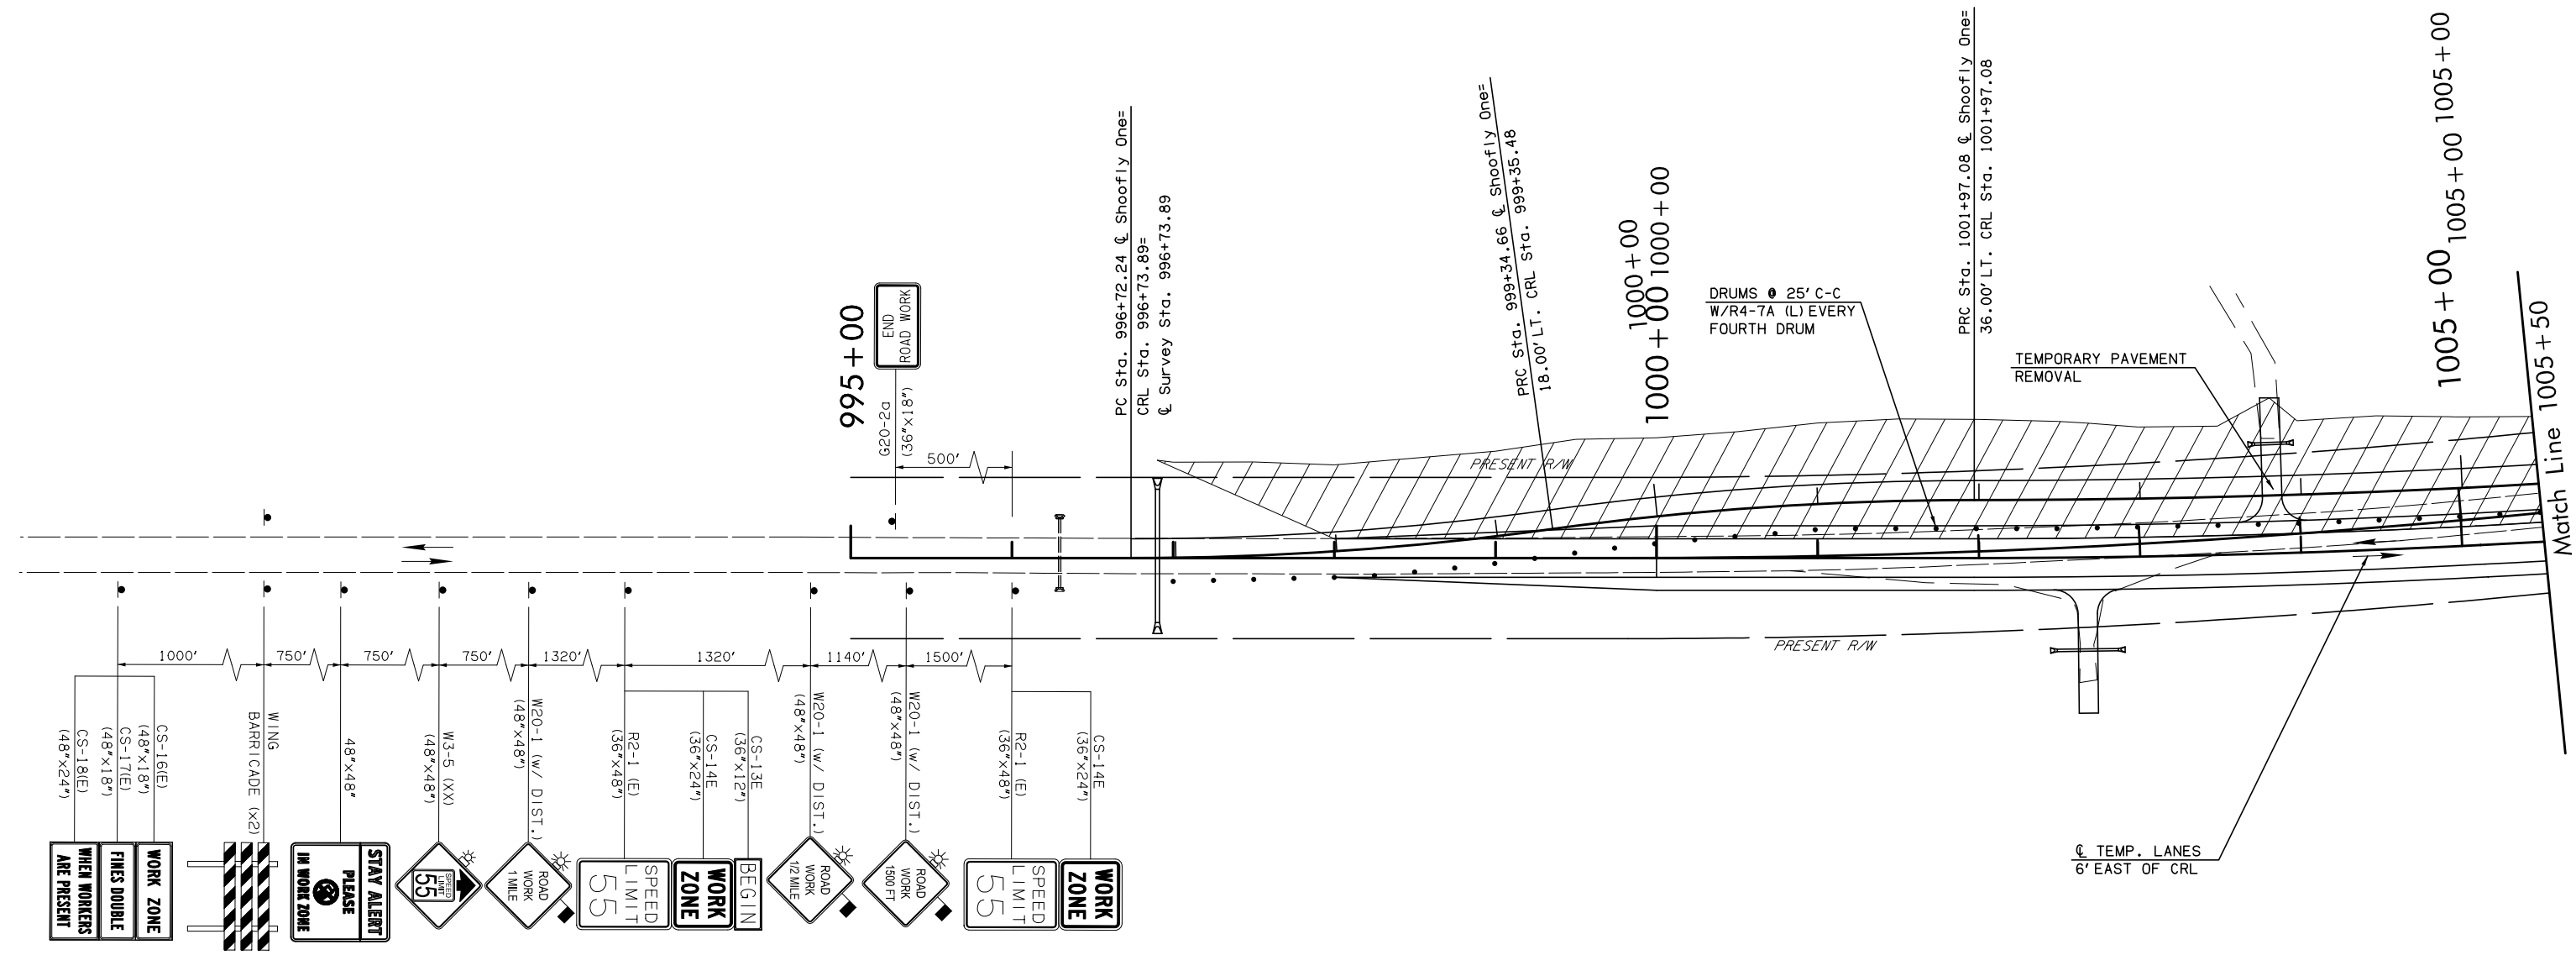 995+00
END
ROAD WORK
G20-2a
(36"x18")
500'
PC Sta. 996+72.24 ℄ Shoofly One=
CRL Sta. 996+73.89=
℄ Survey Sta. 996+73.89
PRC Sta. 999+34.66 ℄ Shoofly One=
18.00' LT. CRL Sta. 999+35.48
1000+00
1000+00
1000+00
DRUMS @ 25' C-C
W/R4-7A (L) EVERY
FOURTH DRUM
PRC Sta. 1001+97.08 ℄ Shoofly One=
36.00' LT. CRL Sta. 1001+97.08
TEMPORARY PAVEMENT
REMOVAL
1005+00
1005+00
1005+00
1005+00
Match Line 1005+50
PRESENT R/W
PRESENT R/W
℄ TEMP. LANES
6' EAST OF CRL
1000'
750'
750'
750'
1320'
1320'
1140'
1500'
CS-18(E)
(48"x24")
CS-17(E)
(48"x18")
CS-16(E)
(48"x18")
WING
BARRICADE (x2)
48"x48"
W3-5 (XX)
(48"x48")
W20-1 (w/ DIST.)
(48"x48")
R2-1 (E)
(36"x48")
CS-14E
(36"x24")
CS-13E
(36"x12")
W20-1 (w/ DIST.)
(48"x48")
W20-1 (w/ DIST.)
(48"x48")
R2-1 (E)
(36"x48")
CS-14E
(36"x24")
WORK ZONE
FINES DOUBLE
WHEN WORKERS
ARE PRESENT
STAY ALERT
PLEASE
IN WORK ZONE
SPEED
LIMIT
55
ROAD
WORK
1 MILE
BEGIN
WORK
ZONE
SPEED
LIMIT
55
ROAD
WORK
1/2 MILE
ROAD
WORK
1500 FT
WORK
ZONE
SPEED
LIMIT
55